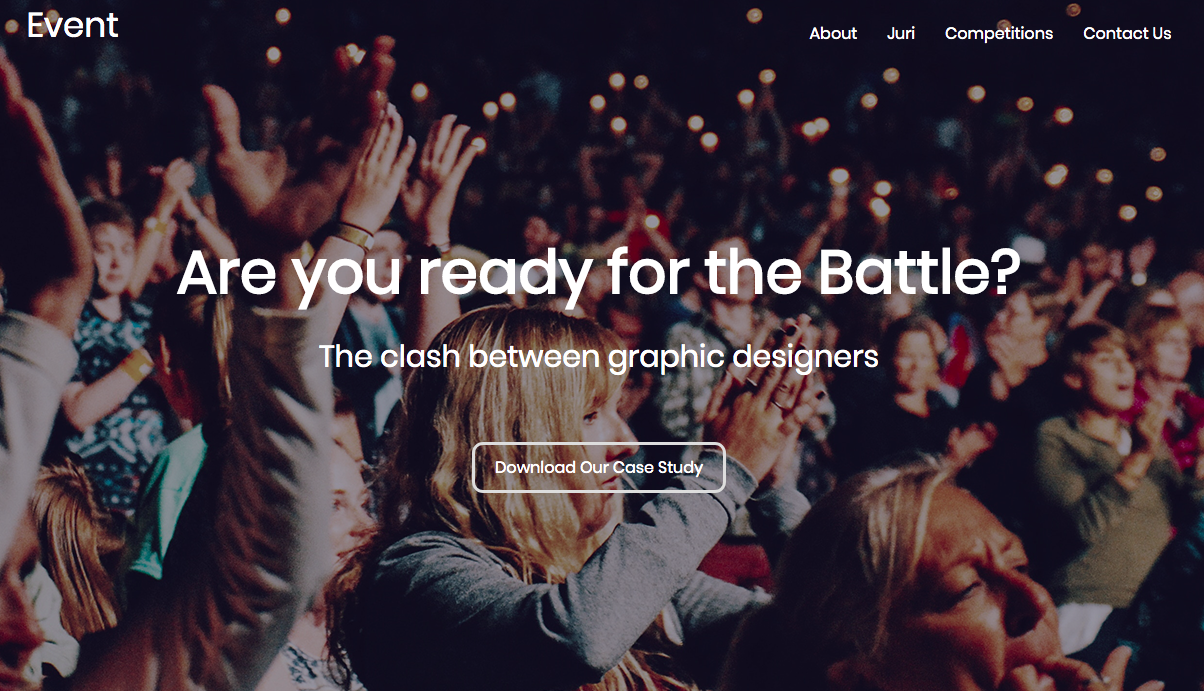 Event
About
Juri
Competitions
Contact Us
Are you ready for the Battle?
The clash between graphic designers
Download Our Case Study